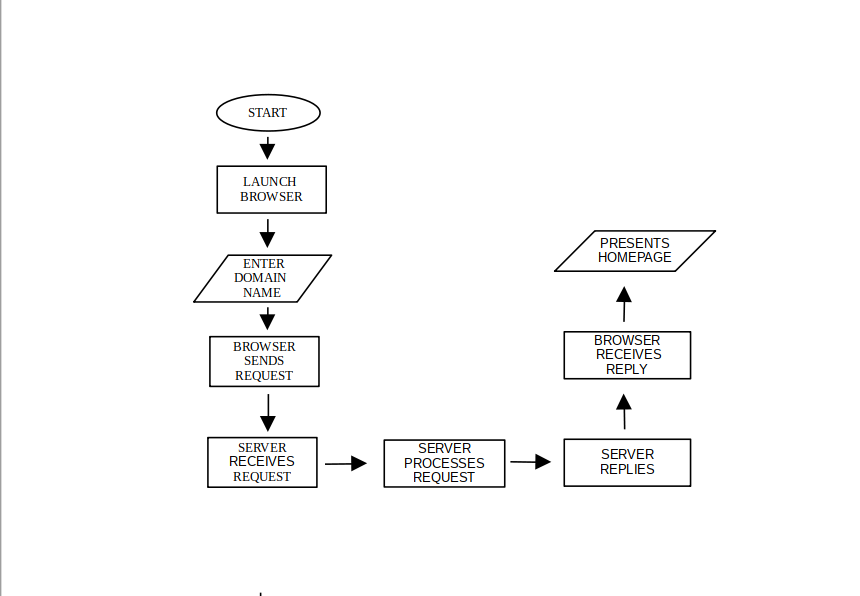 START
LAUNCH
BROWSER
ENTER
DOMAIN
NAME
BROWSER
SENDS
REQUEST
SERVER
RECEIVES
REQUEST
SERVER
PROCESSES
REQUEST
SERVER
REPLIES
BROWSER
RECEIVES
REPLY
PRESENTS
HOMEPAGE